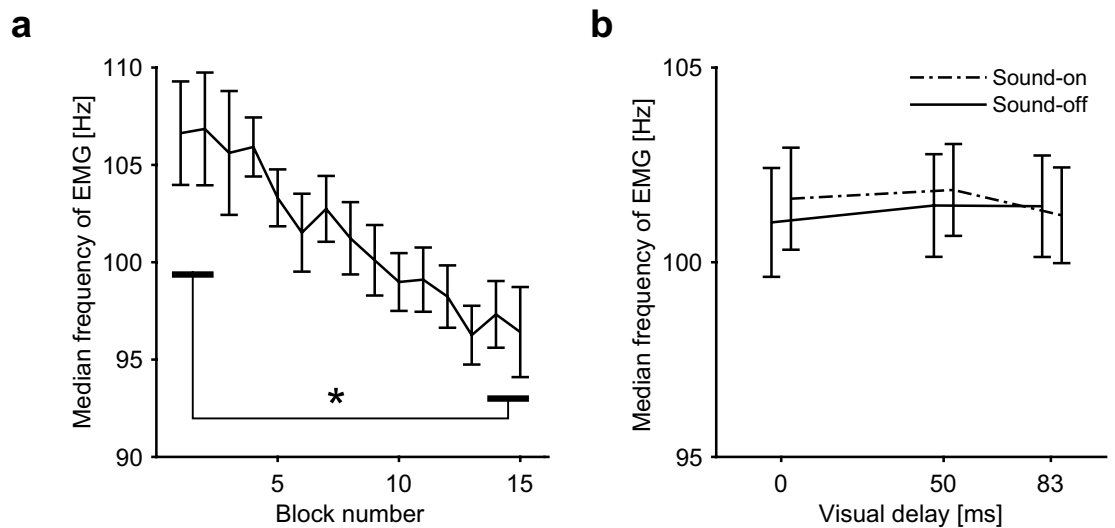 a
Median frequency of EMG [Hz]
110
105
100
95
90
*
5
10
15
Block number
b
Median frequency of EMG [Hz]
105
100
95
Sound-on
Sound-off
0
50
83
Visual delay [ms]